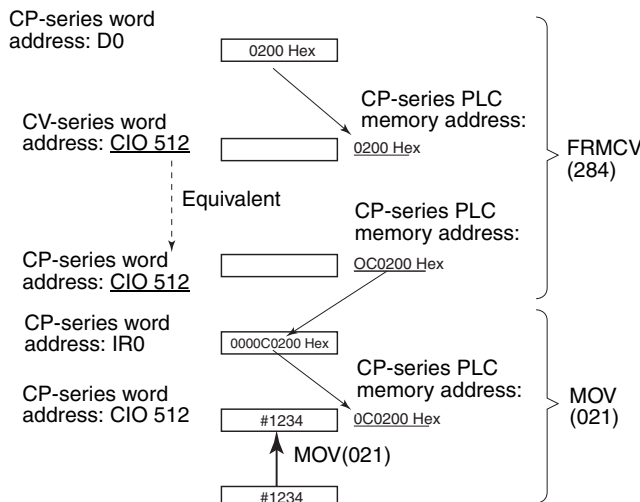 CP-series word
address: D0
0200 Hex
CP-series PLC
memory address:
CV-series word
address: CIO 512
0200 Hex
FRMCV
(284)
Equivalent
CP-series PLC
memory address:
CP-series word
address: CIO 512
OC0200 Hex
CP-series word
address: IR0
0000C0200 Hex
CP-series PLC
memory address:
CP-series word
address: CIO 512
#1234
0C0200 Hex
MOV
(021)
MOV(021)
#1234